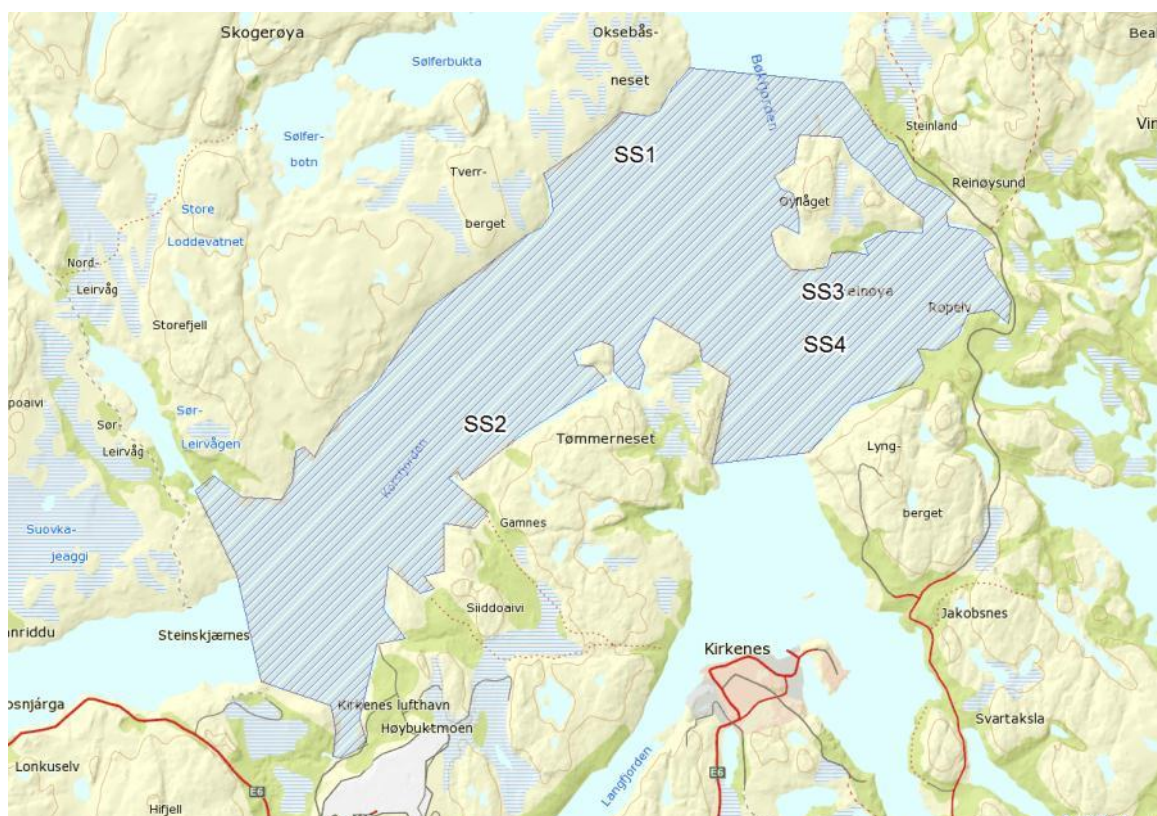 Skogerøya
Oksebås-
neset
Sølferbukta
Bøkfjorden
SS1
Steinland
Sølfer-
botn
Tverr-
berget
Reinøysund
Store
Loddevatnet
Nord-
Leirvåg
Storefjell
SS3
Ropelv
SS4
Sør-
Leirvågen
Sør-
Leirvåg
SS2
Tømmerneset
Korsfjorden
Lyng-
berget
Gamnes
Suovka-
jeaggi
Siiddoaivi
Steinskjærnes
Jakobsnes
Kirkenes
Kirkenes lufthavn
Høybuktmoen
Svartaksla
Lonkuselv
E6
E6
Langfjorden
Hifjell